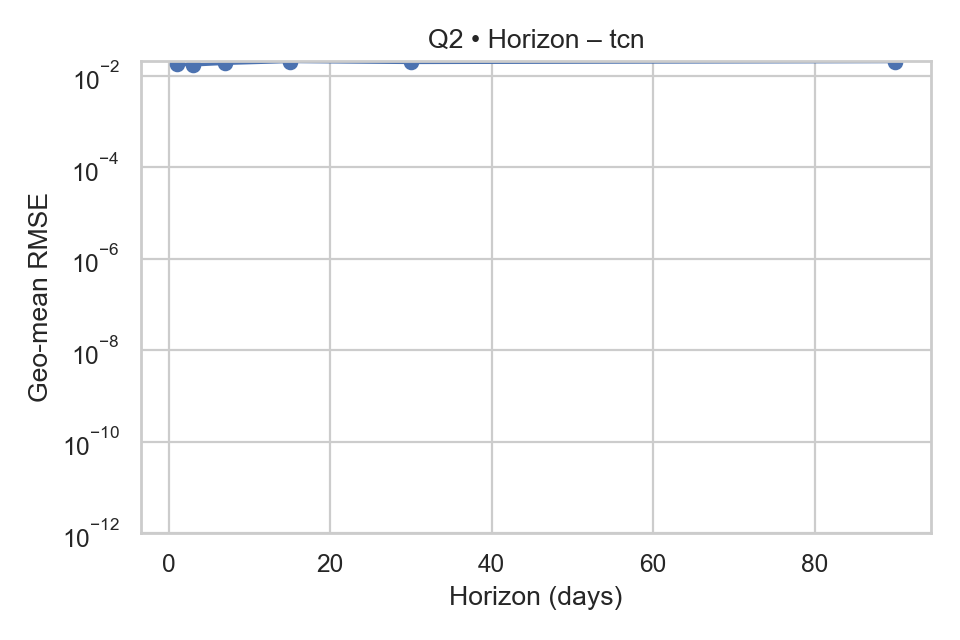 Q2 • Horizon – tcn
Geo-mean RMSE
10⁻²
10⁻⁴
10⁻⁶
10⁻⁸
10⁻¹⁰
10⁻¹²
0 20 40 60 80
Horizon (days)